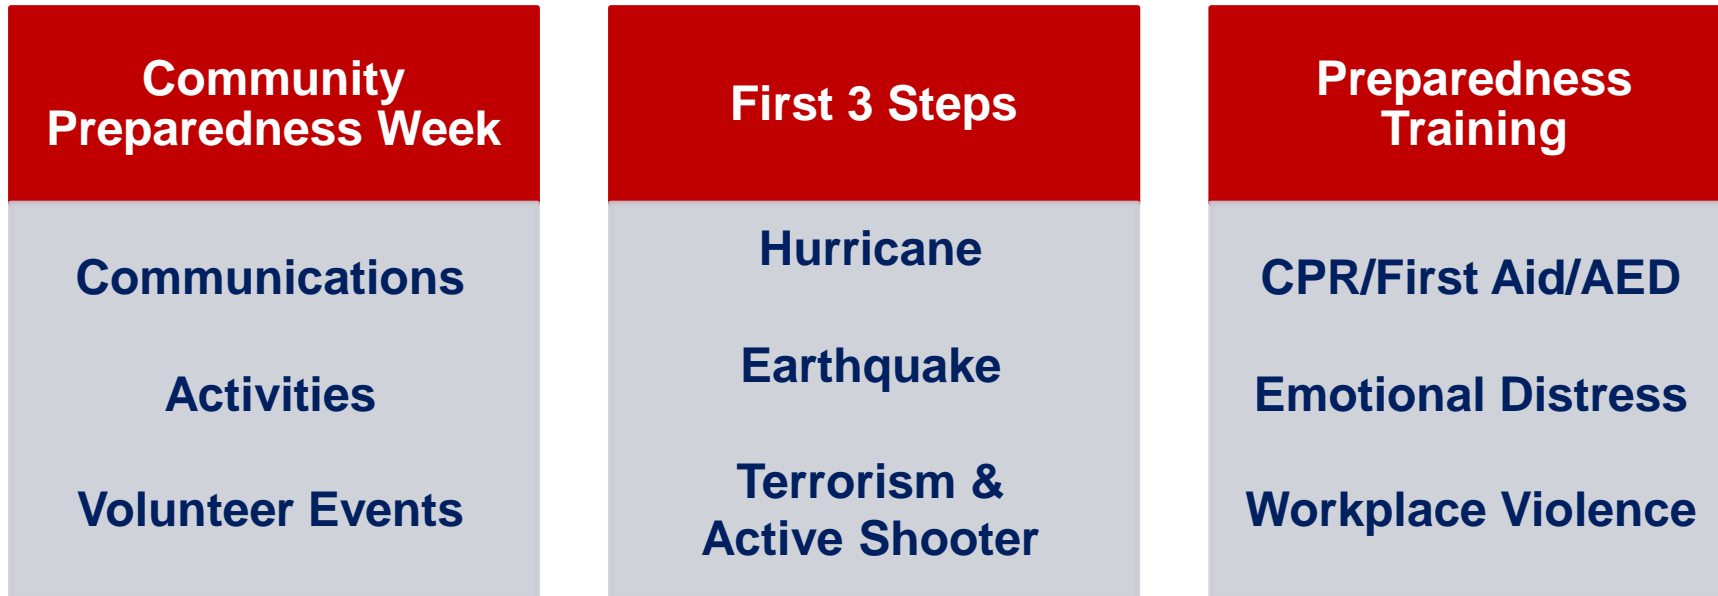 Community
Preparedness Week
Communications
Activities
Volunteer Events
First 3 Steps
Hurricane
Earthquake
Terrorism &
Active Shooter
Preparedness
Training
CPR/First Aid/AED
Emotional Distress
Workplace Violence